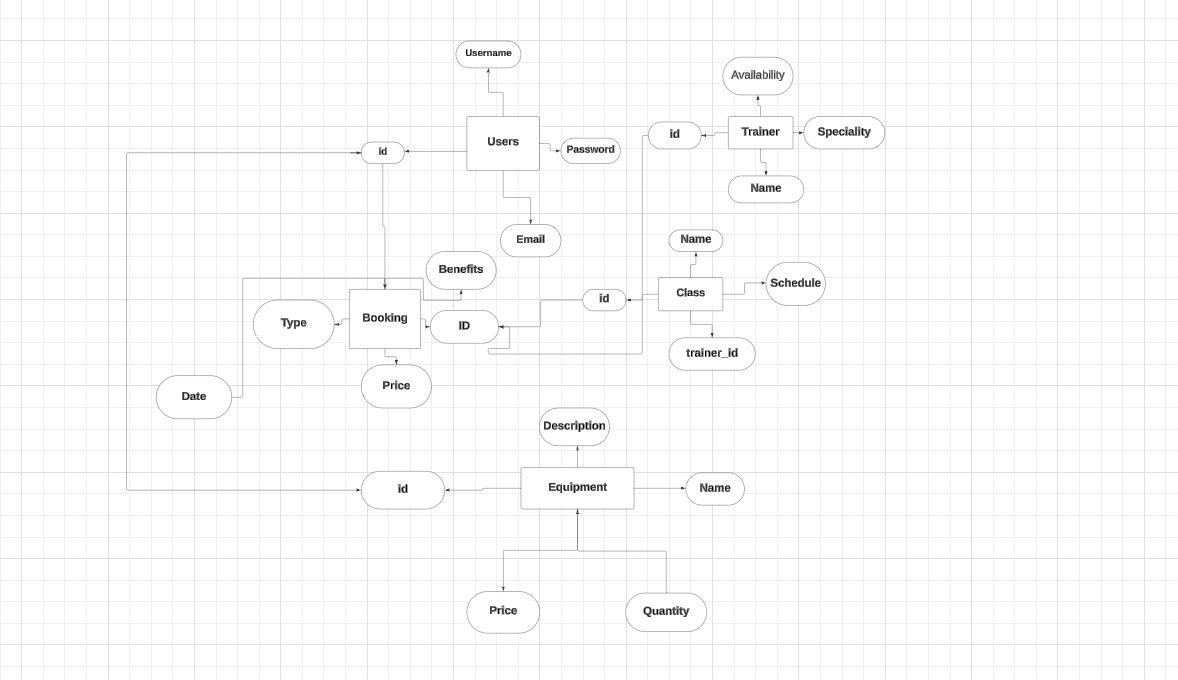 Username
Availability
Users
id
Trainer
Speciality
id
Password
Name
Email
Name
Benefits
Class
Schedule
id
Type
Booking
ID
trainer_id
Price
Date
Description
id
Equipment
Name
Price
Quantity